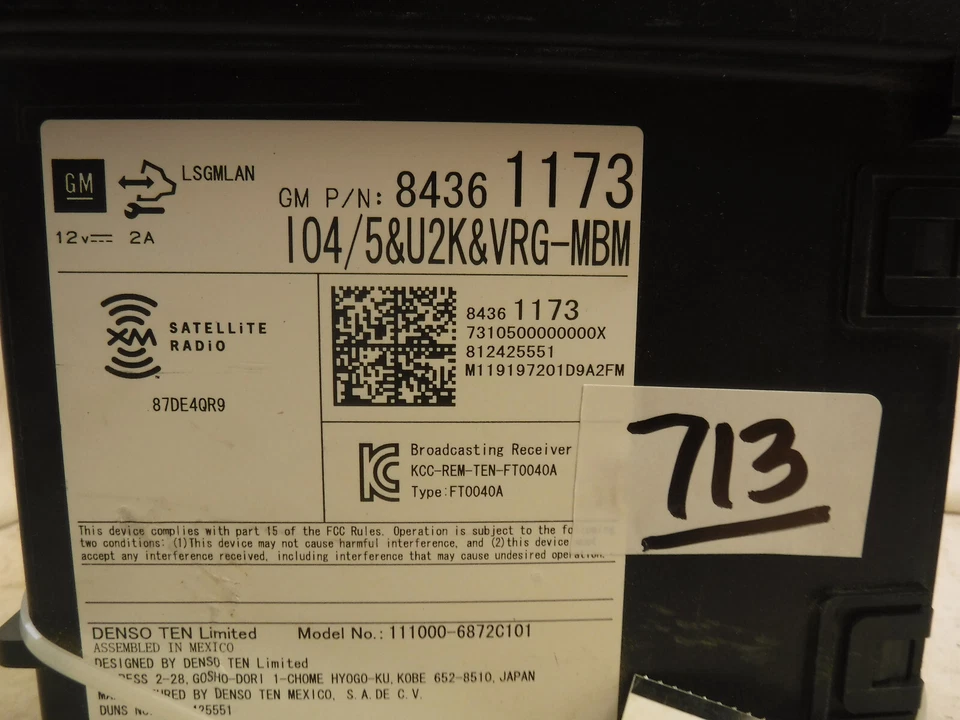 GM
LSGMLAN
12v 2A
GM P/N: 8436 1173
IO4/5&U2K&VRG-MBM
XM SATELLiTE RADiO
87DE4QR9
8436 1173
7310500000000X
812425551
M119197201D9A2FM
Broadcasting Receiver
KCC-REM-TEN-FT0040A
Type:FT0040A
713
This device complies with part 15 of the FCC Rules. Operation is subject to the
two conditions: (1)This device may not cause harmful interference, and (2)this device
accept any interference received, including interference that may cause undesired
DENSO TEN Limited Model No.: 111000-6872C101
ASSEMBLED IN MEXICO
DESIGNED BY DENSO TEN Limited
2-28, GOSHO-DORI 1-CHOME HYOGO-KU, KOBE 652-8510, JAPAN
BY DENSO TEN MEXICO, S.A. DE C.V.
DUNS